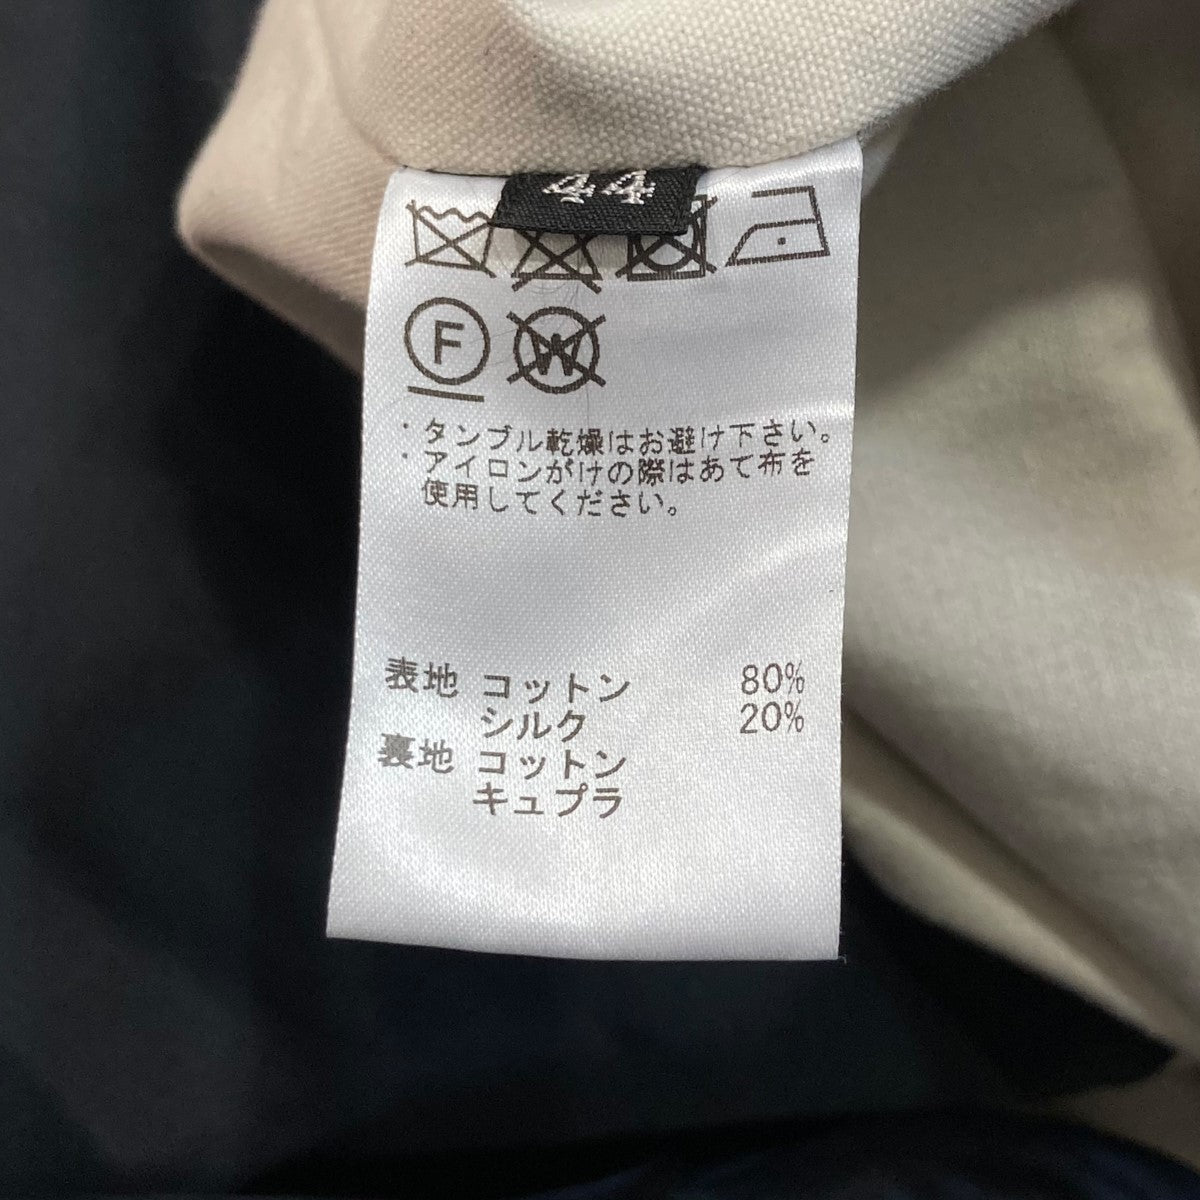 44
F
W
・タンブル乾燥はお避け下さい。
・アイロンがけの際はあて布を
使用してください。
表地 コットン 80%
シルク 20%
裏地 コットン
キュプラ